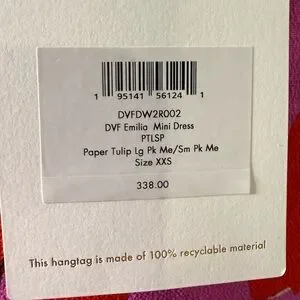 1 95141 56124 1
DVFDW2R002
DVF Emilia Mini Dress
PTLSP
Paper Tulip Lg Pk Me/Sm Pk Me
Size XXS
338.00
This hangtag is made of 100% recyclable material